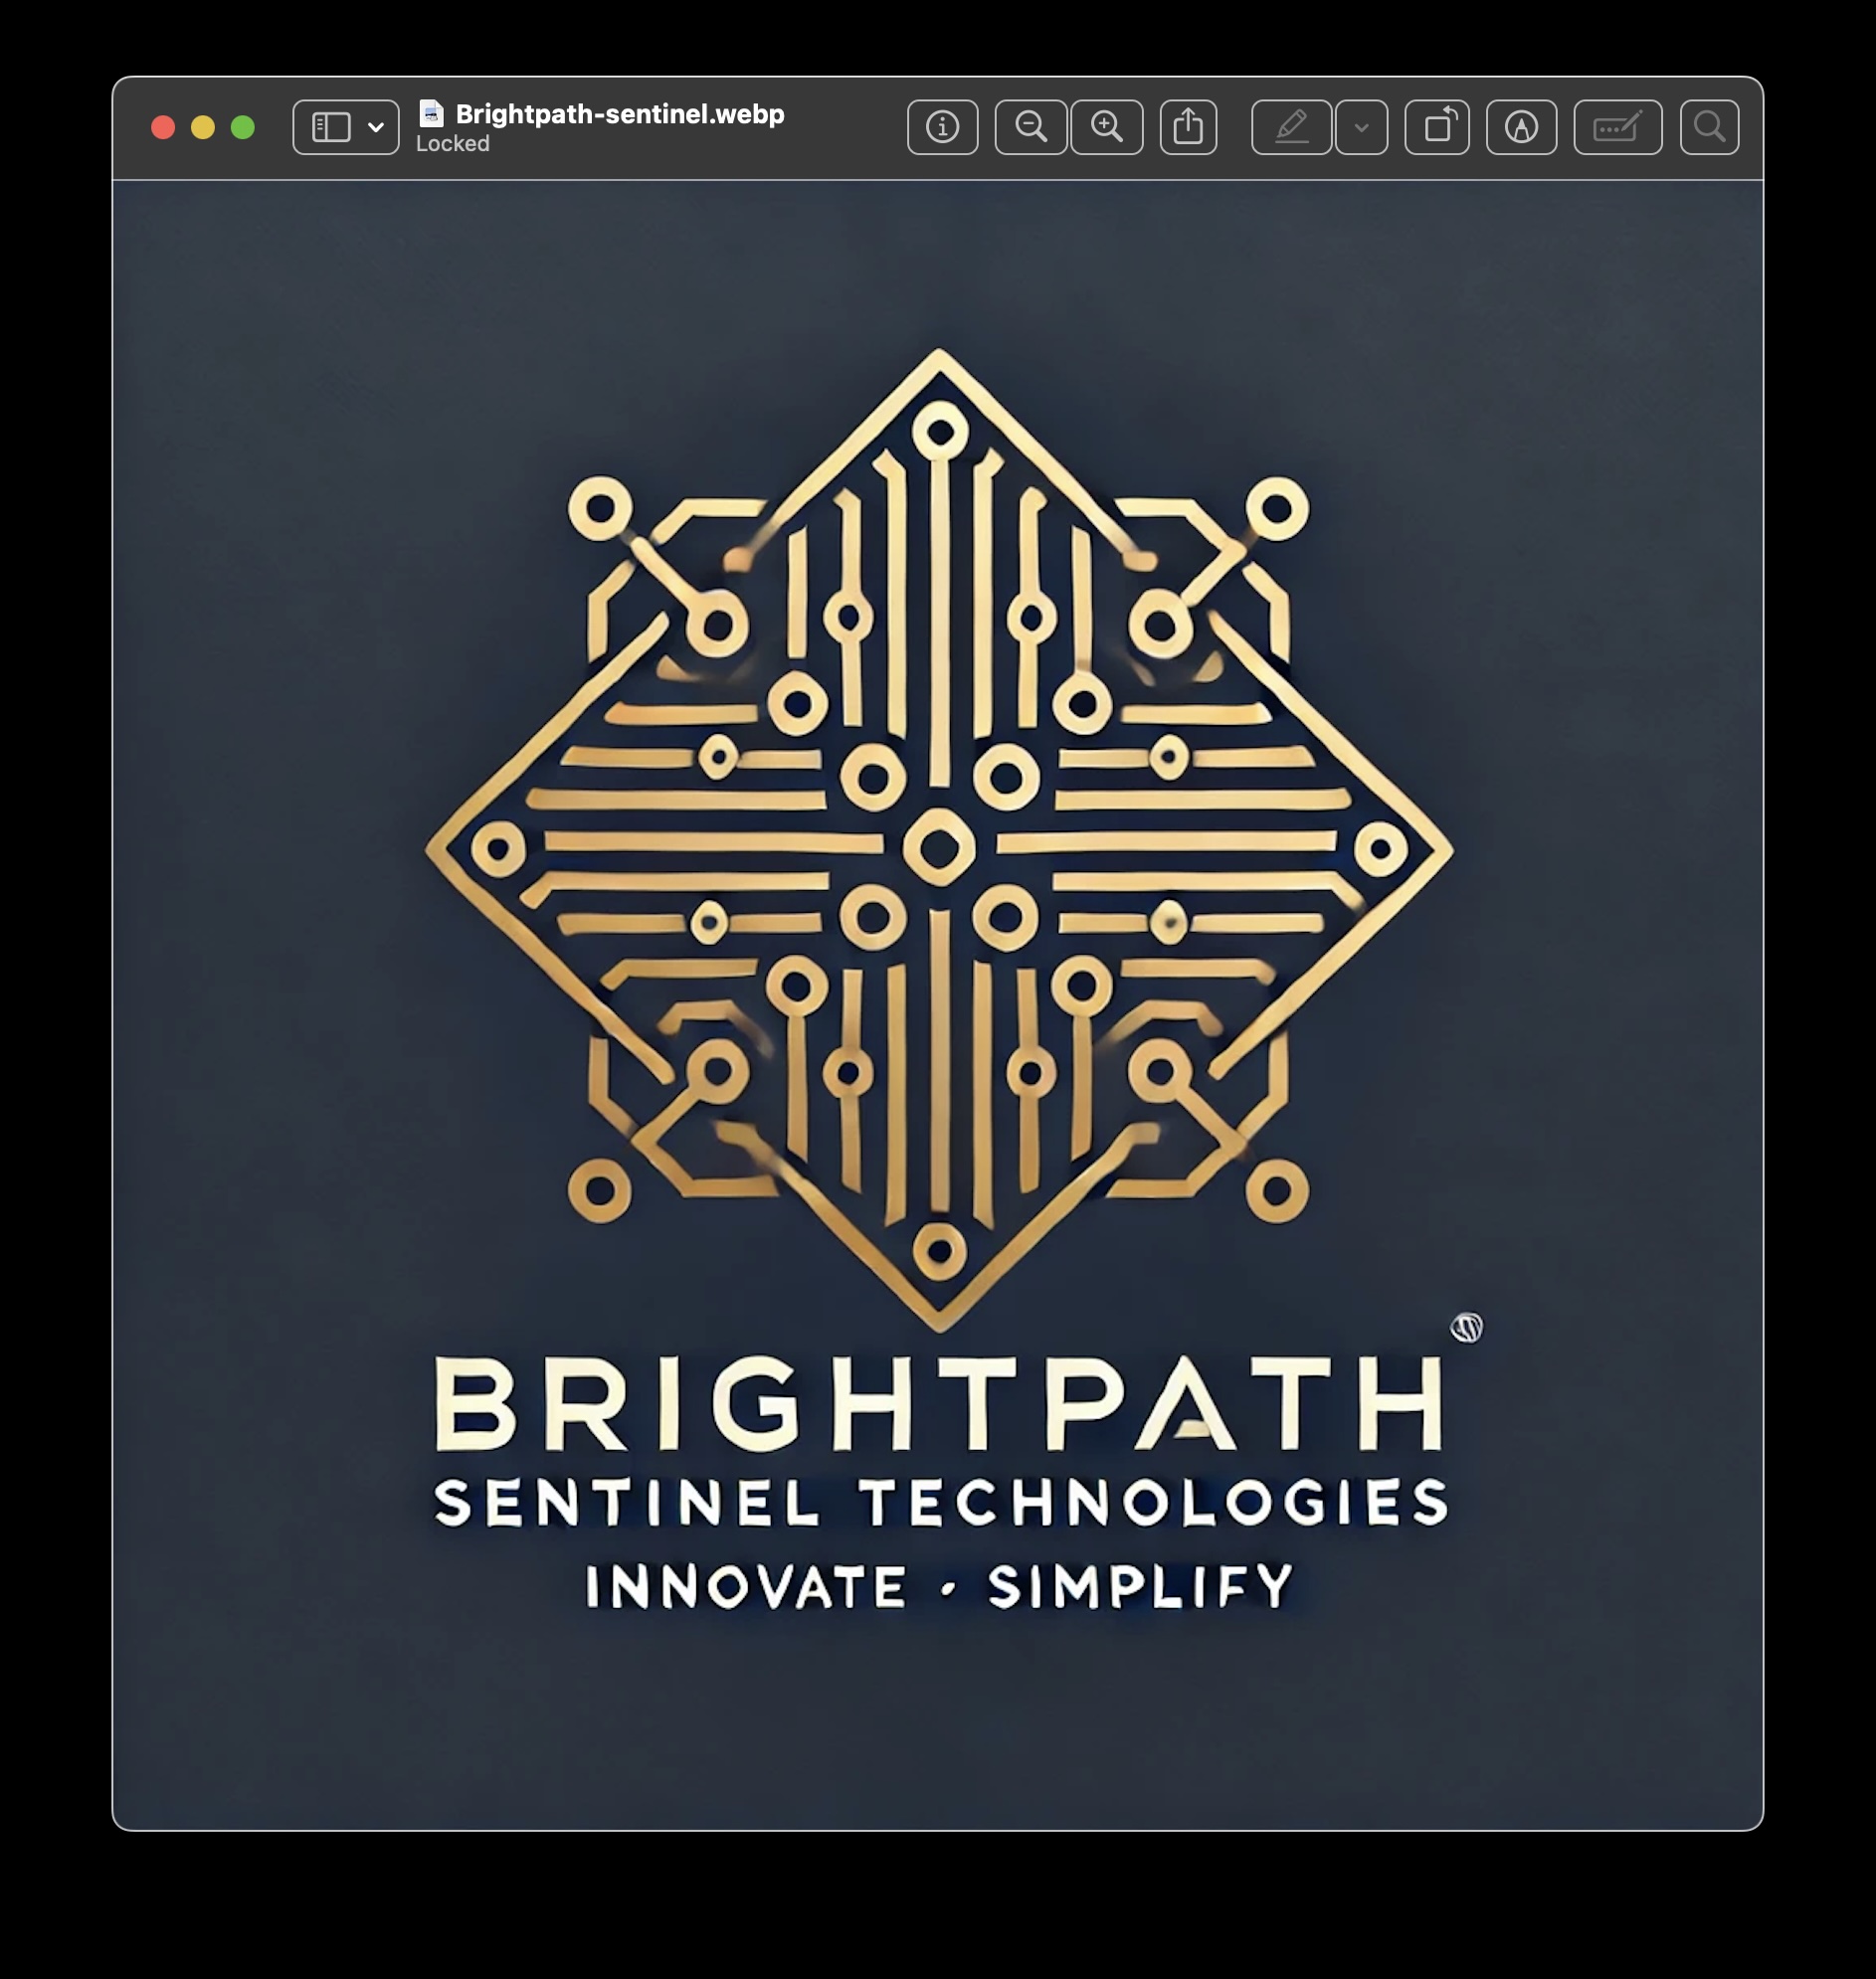 Brightpath-sentinel.webp
Locked
BRIGHTPATH
SENTINEL TECHNOLOGIES
INNOVATE · SIMPLIFY